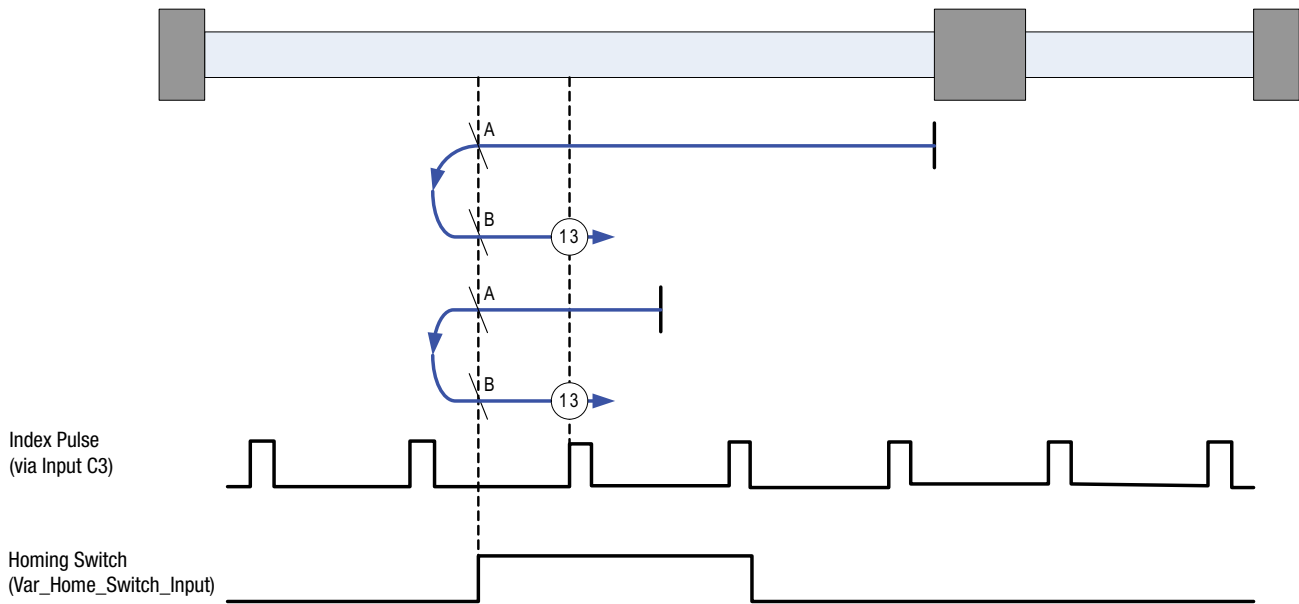 A
B
13
A
B
13
Index Pulse
(via Input C3)
Homing Switch
(Var_Home_Switch_Input)